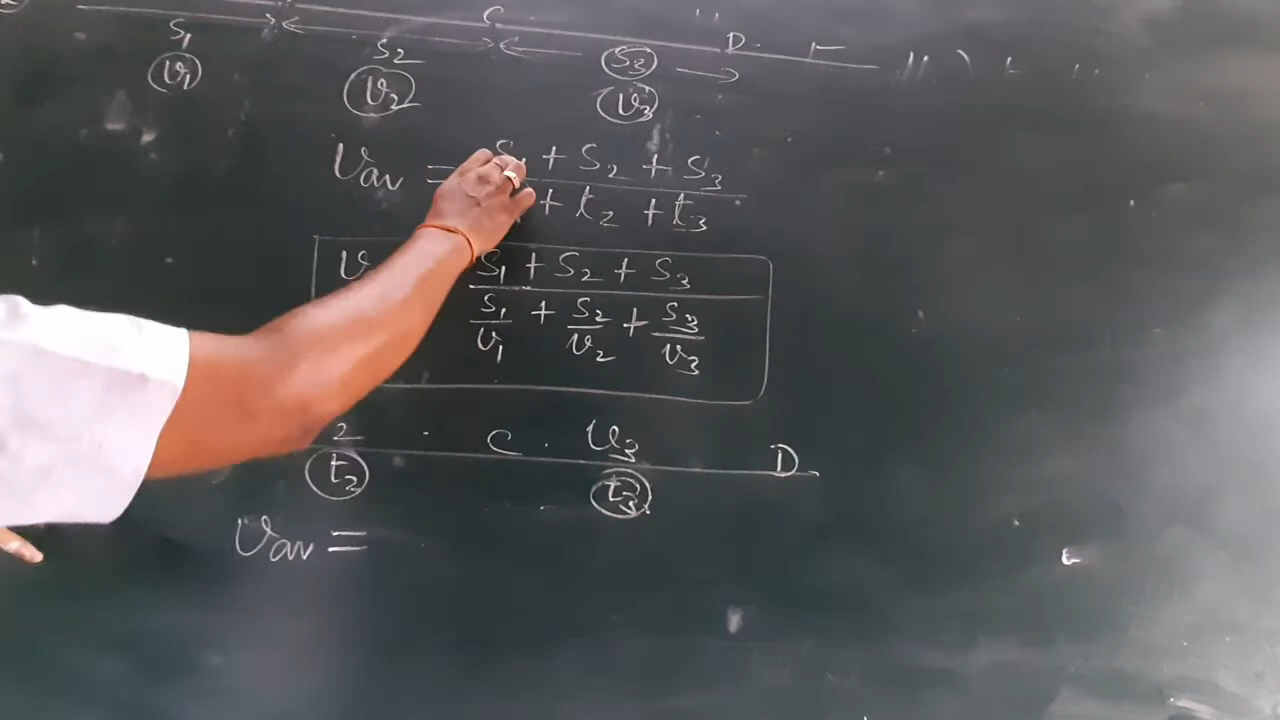 C
D
S₁ S₂ S₃
v₁ v₂ v₃
Vav = S₁ + S₂ + S₃
+ t₂ + t₃
v S₁ + S₂ + S₃
S₁/v₁ + S₂/v₂ + S₃/v₃
2 C v₃ D
t₂ t₃
Vav =